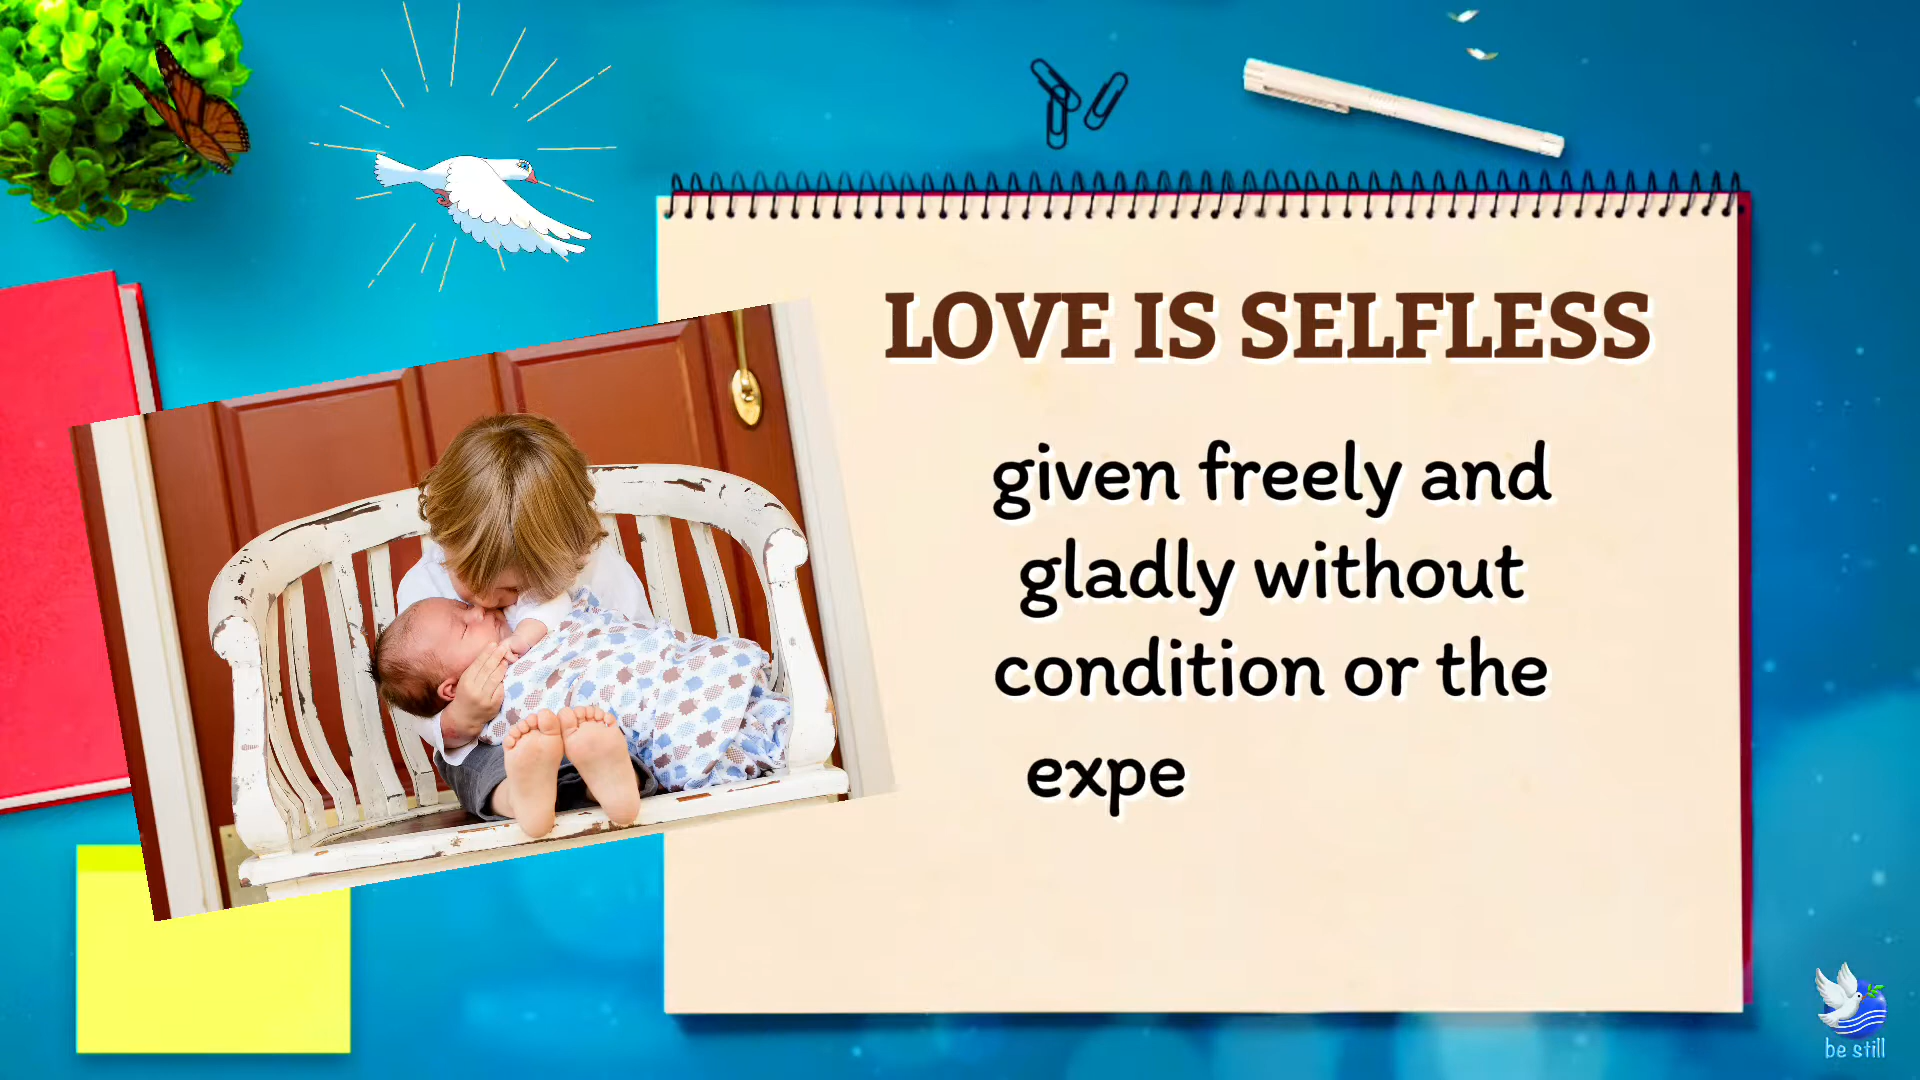 LOVE IS SELFLESS
given freely and
gladly without
condition or the
expe
be still